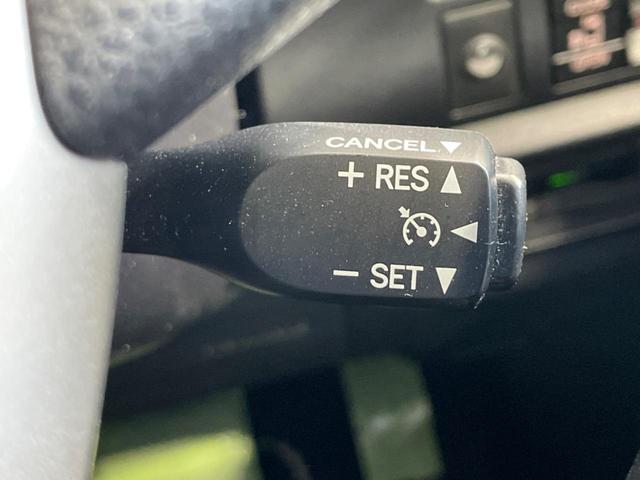 CANCEL ▼
+ RES ▲
◀
− SET ▼